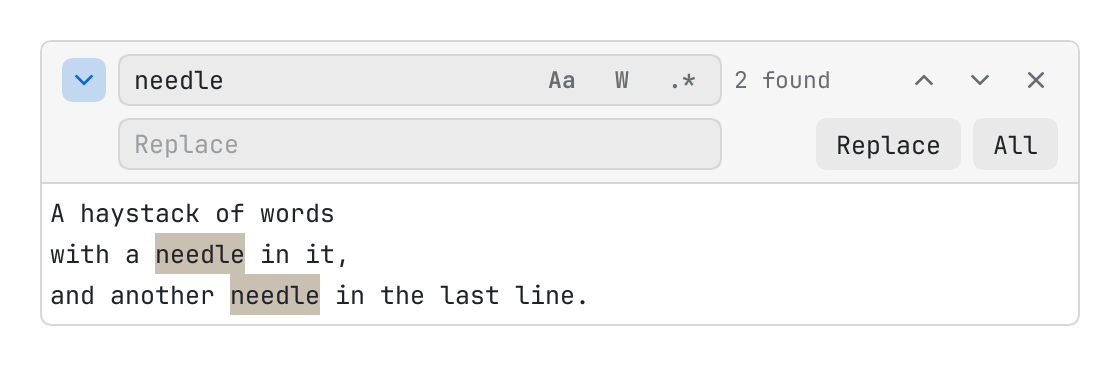 needle Aa W .* 2 found
Replace Replace All
A haystack of words
with a needle in it,
and another needle in the last line.